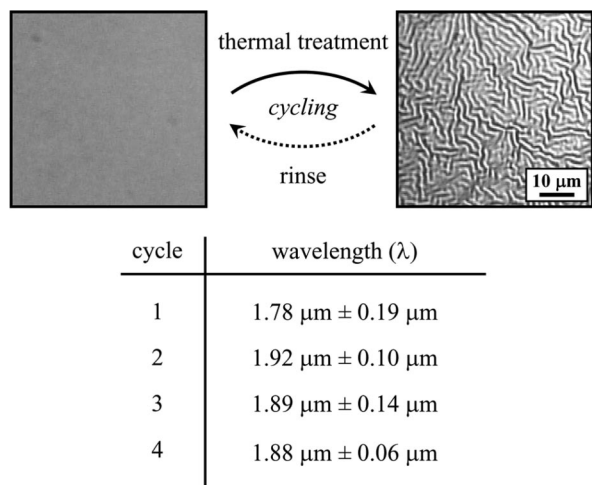 thermal treatment
cycling
rinse
10 μm
cycle wavelength (λ)
1 1.78 μm ± 0.19 μm
2 1.92 μm ± 0.10 μm
3 1.89 μm ± 0.14 μm
4 1.88 μm ± 0.06 μm